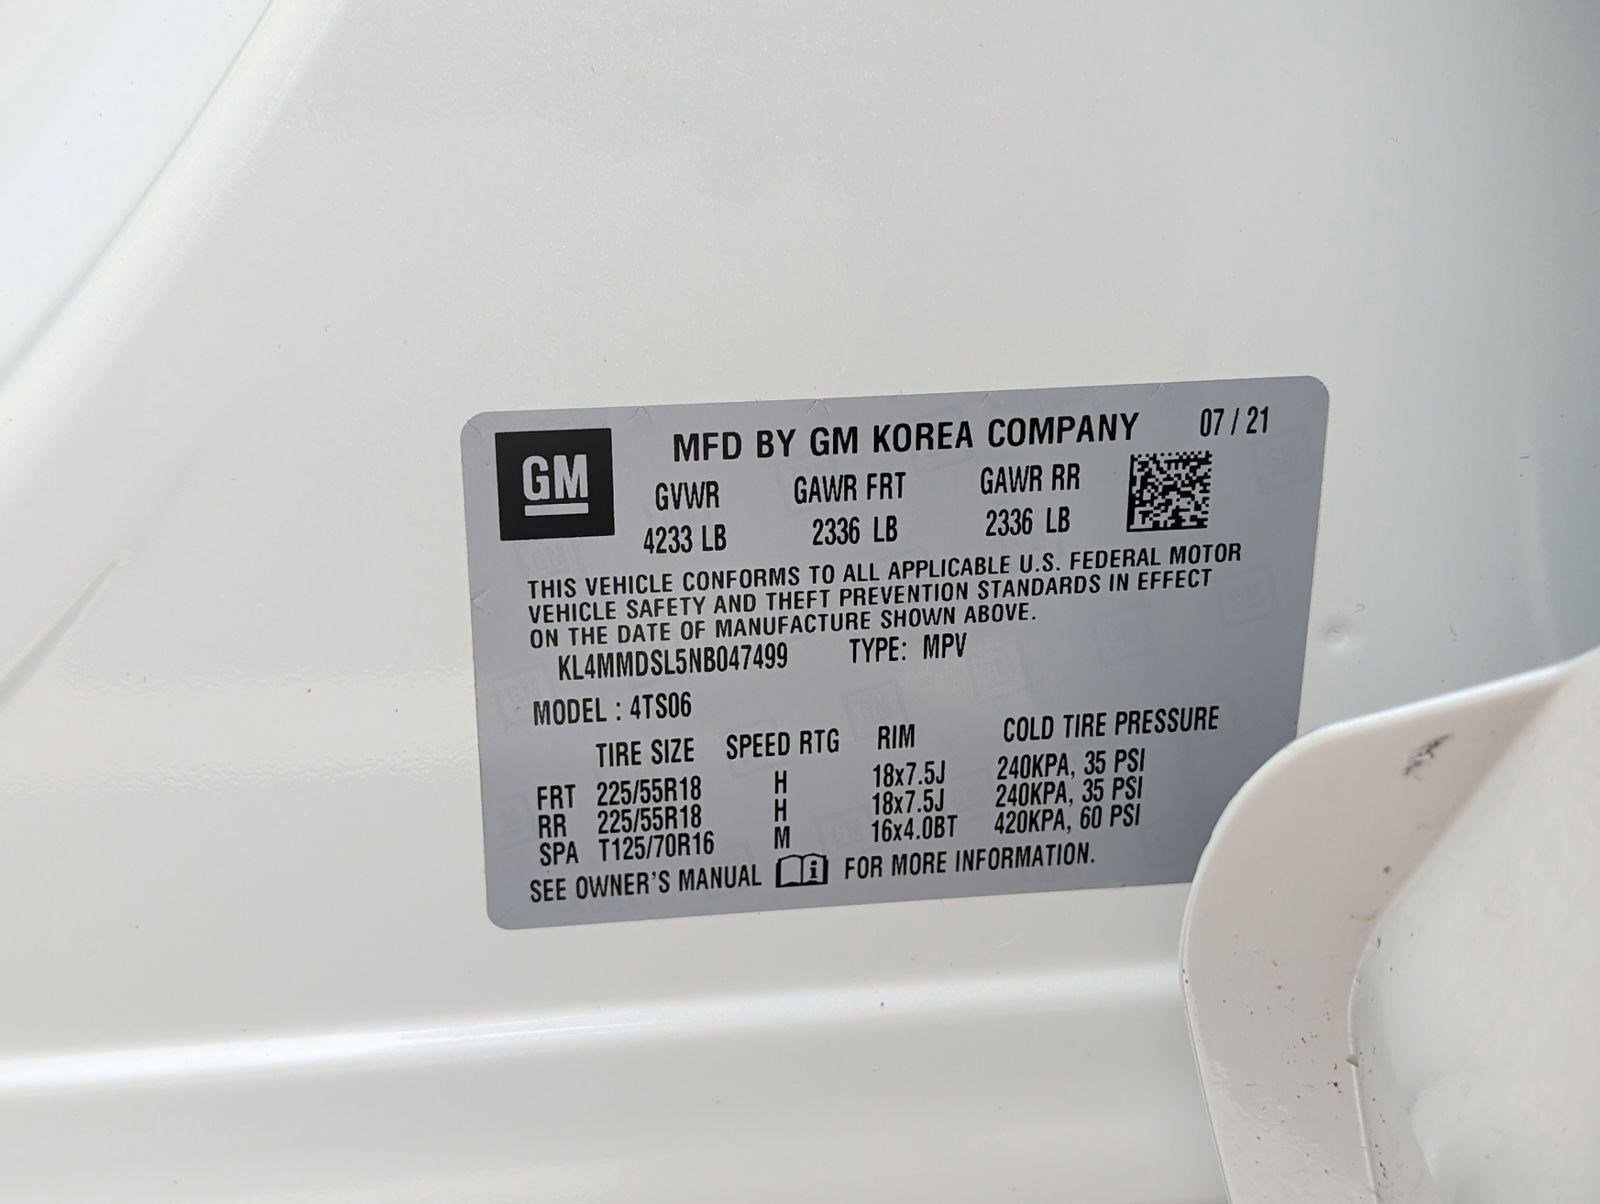 GM
MFD BY GM KOREA COMPANY 07 / 21
GVWR GAWR FRT GAWR RR
4233 LB 2336 LB 2336 LB
THIS VEHICLE CONFORMS TO ALL APPLICABLE U.S. FEDERAL MOTOR
VEHICLE SAFETY AND THEFT PREVENTION STANDARDS IN EFFECT
ON THE DATE OF MANUFACTURE SHOWN ABOVE.
KL4MMDSL5NB047499 TYPE: MPV
MODEL : 4TS06
TIRE SIZE SPEED RTG RIM COLD TIRE PRESSURE
FRT 225/55R18 H 18x7.5J 240KPA, 35 PSI
RR 225/55R18 H 18x7.5J 240KPA, 35 PSI
SPA T125/70R16 M 16x4.0BT 420KPA, 60 PSI
SEE OWNER'S MANUAL FOR MORE INFORMATION.